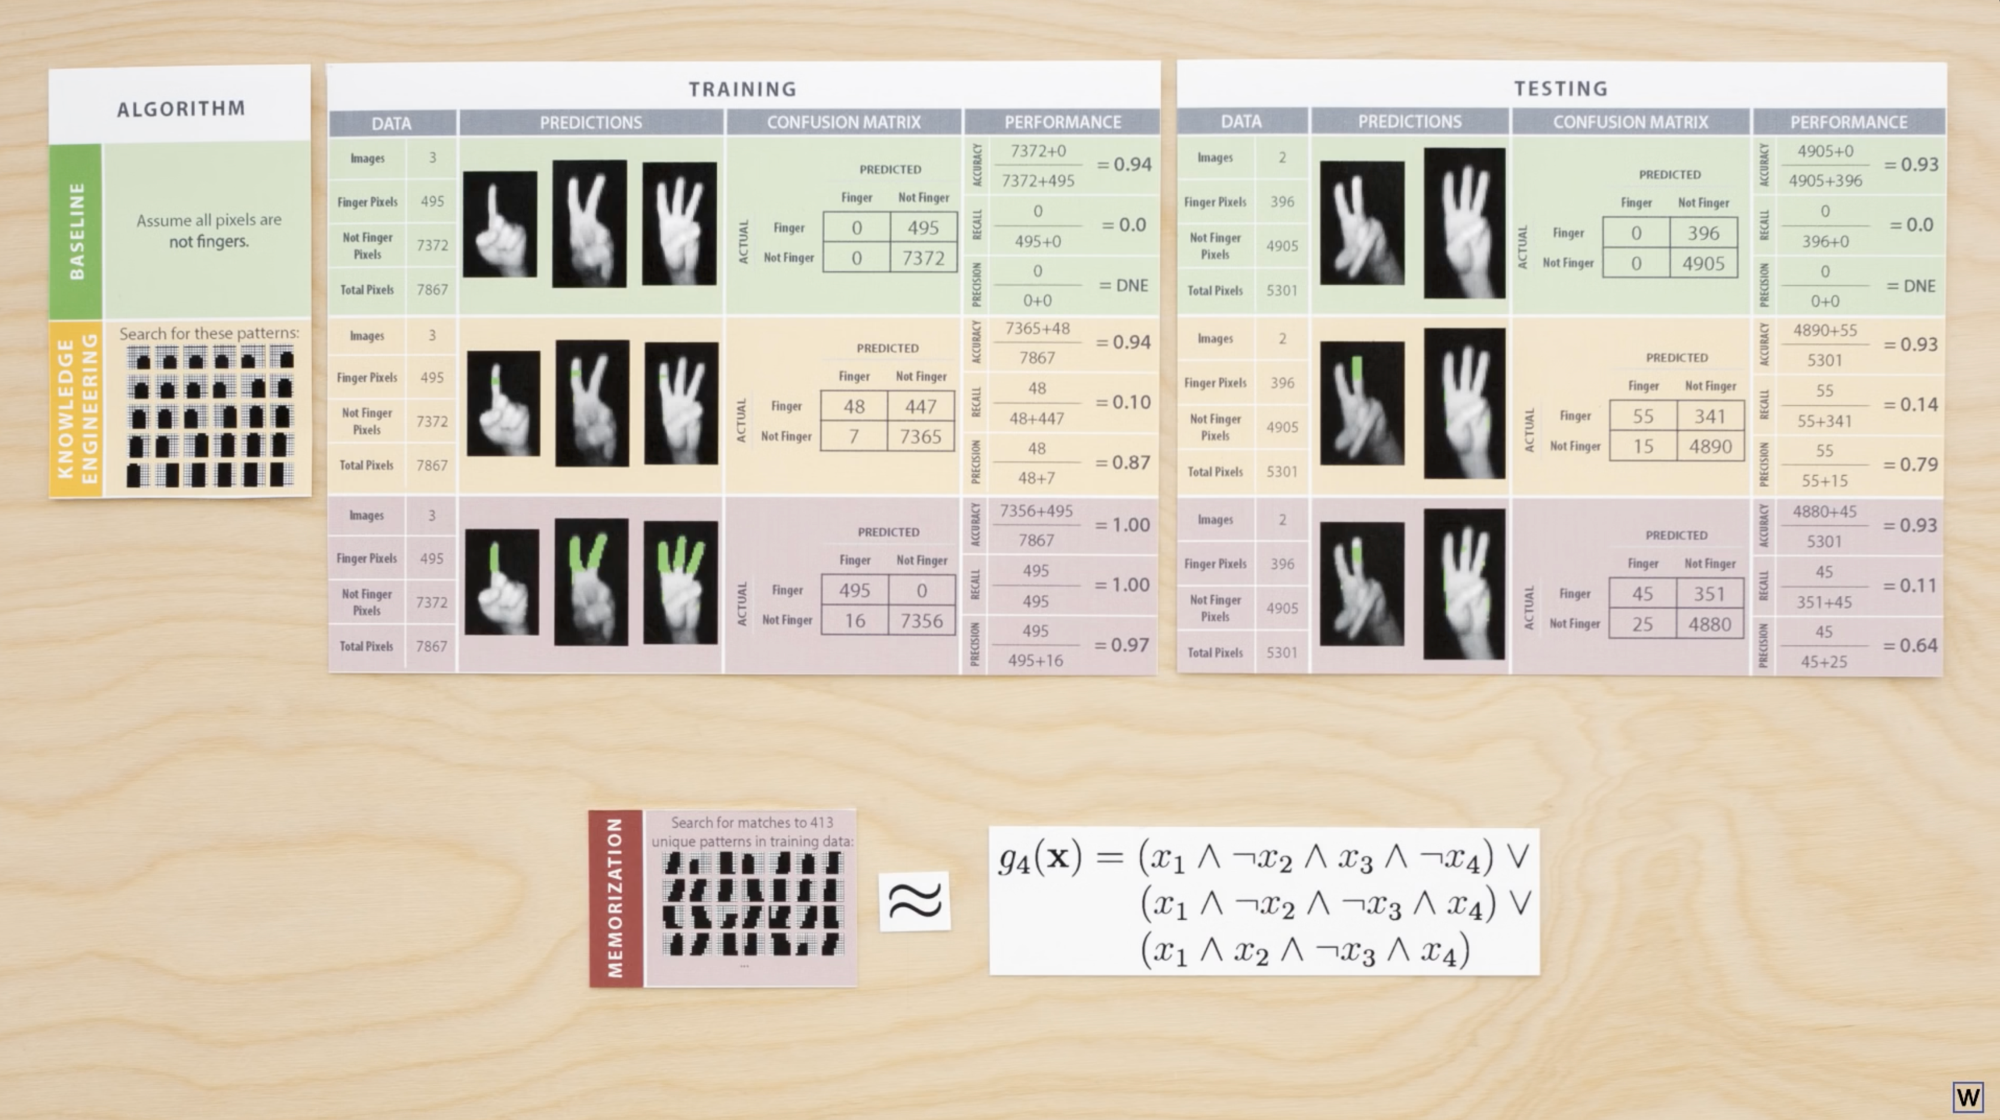 ALGORITHM
BASELINE
Assume all pixels are
not fingers.
KNOWLEDGE
ENGINEERING
Search for these patterns:
TRAINING
DATA PREDICTIONS CONFUSION MATRIX PERFORMANCE
Images 3
Finger Pixels 495
Not Finger
Pixels 7372
Total Pixels 7867
PREDICTED
Finger Not Finger
ACTUAL
Finger 0 495
Not Finger 0 7372
ACCURACY
7372+0
7372+495
= 0.94
RECALL
0
495+0
= 0.0
PRECISION
0
0+0
= DNE
Images 3
Finger Pixels 495
Not Finger
Pixels 7372
Total Pixels 7867
PREDICTED
Finger Not Finger
ACTUAL
Finger 48 447
Not Finger 7 7365
ACCURACY
7365+48
7867
= 0.94
RECALL
48
48+447
= 0.10
PRECISION
48
48+7
= 0.87
Images 3
Finger Pixels 495
Not Finger
Pixels 7372
Total Pixels 7867
PREDICTED
Finger Not Finger
ACTUAL
Finger 495 0
Not Finger 16 7356
ACCURACY
7356+495
7867
= 1.00
RECALL
495
495
= 1.00
PRECISION
495
495+16
= 0.97
TESTING
DATA PREDICTIONS CONFUSION MATRIX PERFORMANCE
Images 2
Finger Pixels 396
Not Finger
Pixels 4905
Total Pixels 5301
PREDICTED
Finger Not Finger
ACTUAL
Finger 0 396
Not Finger 0 4905
ACCURACY
4905+0
4905+396
= 0.93
RECALL
0
396+0
= 0.0
PRECISION
0
0+0
= DNE
Images 2
Finger Pixels 396
Not Finger
Pixels 4905
Total Pixels 5301
PREDICTED
Finger Not Finger
ACTUAL
Finger 55 341
Not Finger 15 4890
ACCURACY
4890+55
5301
= 0.93
RECALL
55
55+341
= 0.14
PRECISION
55
55+15
= 0.79
Images 2
Finger Pixels 396
Not Finger
Pixels 4905
Total Pixels 5301
PREDICTED
Finger Not Finger
ACTUAL
Finger 45 351
Not Finger 25 4880
ACCURACY
4880+45
5301
= 0.93
RECALL
45
351+45
= 0.11
PRECISION
45
45+25
= 0.64
MEMORIZATION
Search for matches to 413
unique patterns in training data:
...
≈
g₄(x) = (x₁ ∧ ¬x₂ ∧ x₃ ∧ ¬x₄) ∨
(x₁ ∧ ¬x₂ ∧ ¬x₃ ∧ x₄) ∨
(x₁ ∧ x₂ ∧ ¬x₃ ∧ x₄)
W